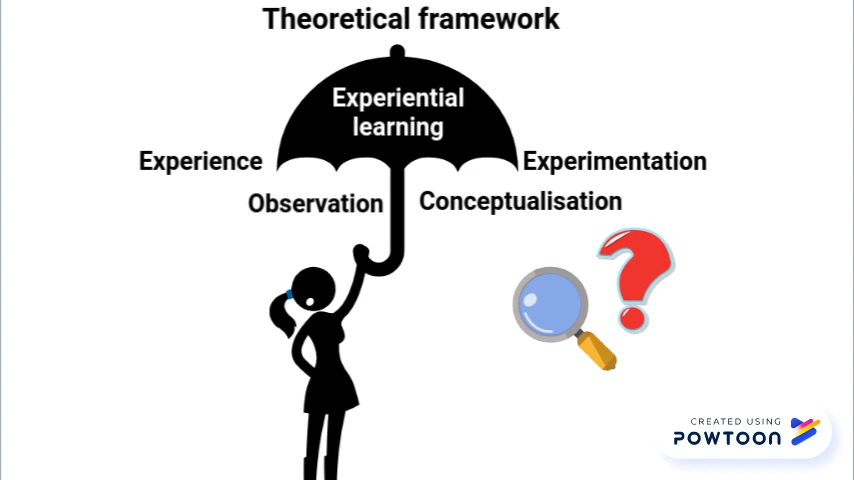 Theoretical framework
Experiential
learning
Experience
Experimentation
Observation
Conceptualisation
?
CREATED USING
POWTOON